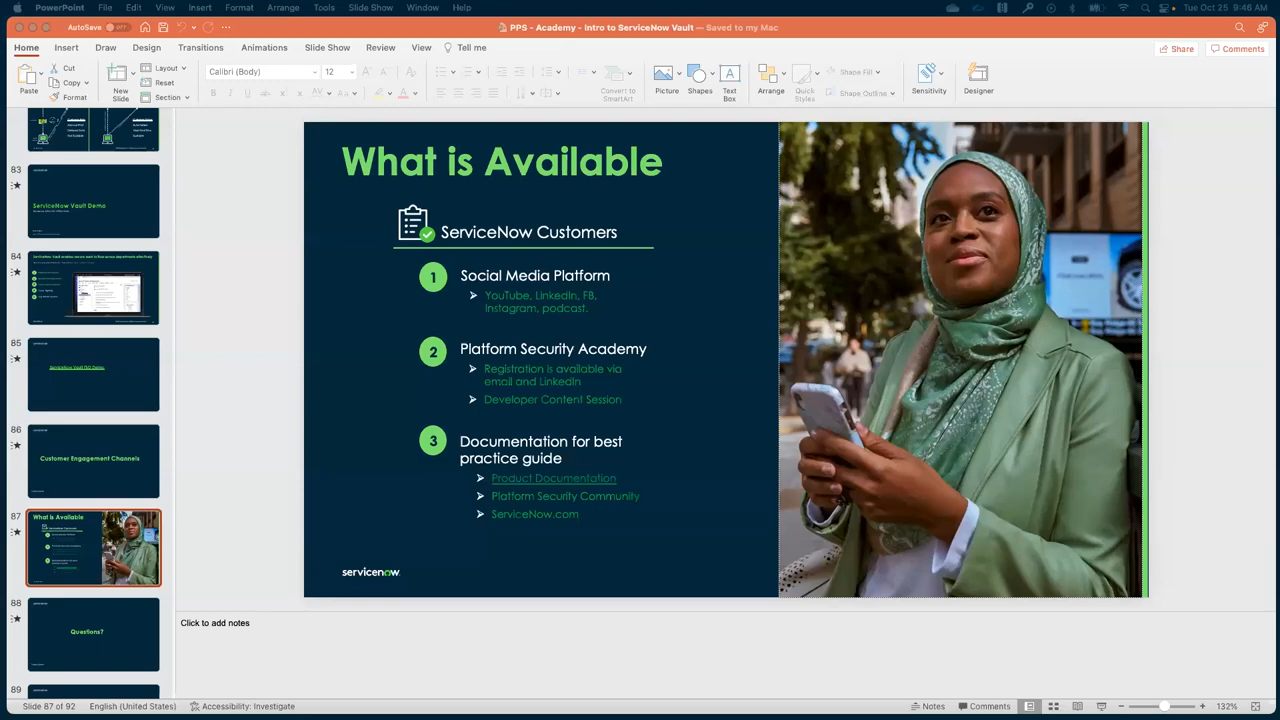 PowerPoint File Edit View Insert Format Arrange Tools Slide Show Window Help Tue Oct 25 9:46 AM
AutoSave OFF PPS - Academy - Intro to ServiceNow Vault — Saved to my Mac
Home Insert Draw Design Transitions Animations Slide Show Review View Tell me Share Comments
Paste Cut Copy Format New Slide Layout Reset Section Calibri (Body) 12 Convert to SmartArt Picture Shapes Text Box Arrange Quick Styles Shape Fill Shape Outline Sensitivity Designer
83
ServiceNow Vault Demo
84
85
ServiceNow Vault ISO Demo
86
Customer Engagement Channels
87
What is Available
88
Questions?
89
What is Available
ServiceNow Customers
1 Social Media Platform
YouTube, LinkedIn, FB,
Instagram, podcast.
2 Platform Security Academy
Registration is available via
email and LinkedIn
Developer Content Session
3 Documentation for best
practice guide
Product Documentation
Platform Security Community
ServiceNow.com
servicenow
Click to add notes
Slide 87 of 92 English (United States) Accessibility: Investigate Notes Comments 132%